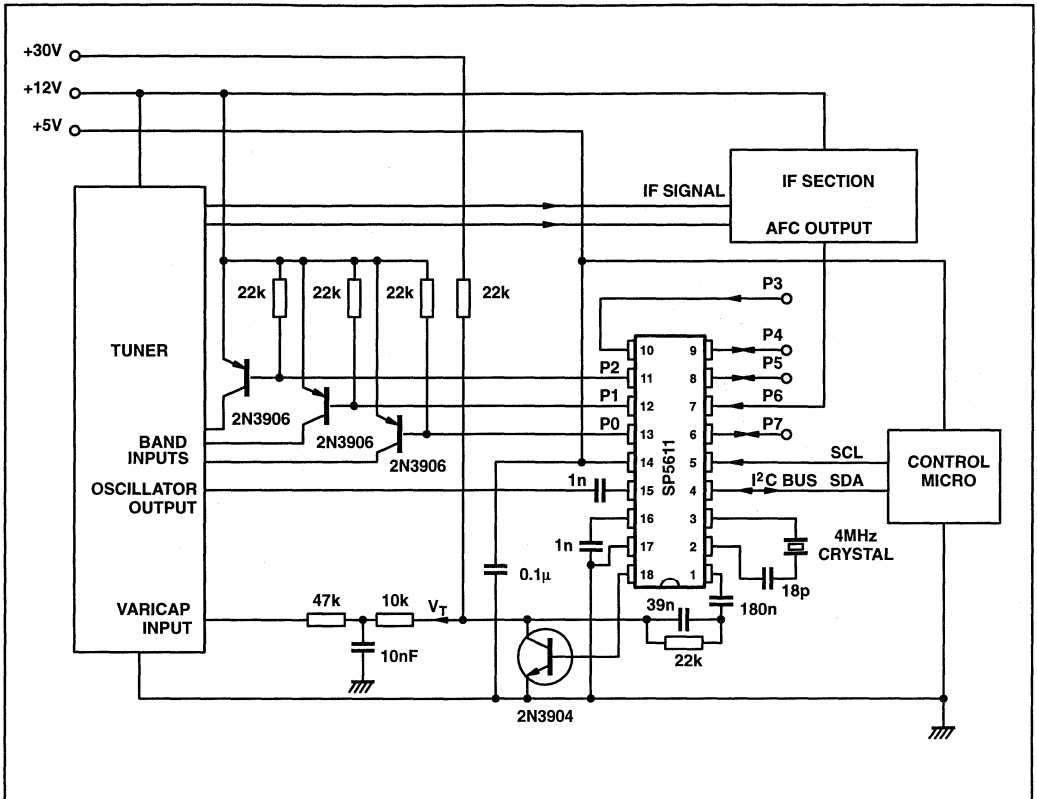 +30V
+12V
+5V
IF SIGNAL
IF SECTION
AFC OUTPUT
22k
22k
22k
22k
P3
P4
P5
P6
P7
TUNER
P2
P1
P0
2N3906
2N3906
2N3906
BAND
INPUTS
OSCILLATOR
OUTPUT
1n
1n
10
11
12
13
14
15
16
17
18
SP5611
9
8
7
6
5
4
3
2
1
SCL
I²C BUS SDA
CONTROL
MICRO
4MHz
CRYSTAL
18p
180n
0.1µ
39n
22k
VARICAP
INPUT
47k
10k
VT
10nF
2N3904